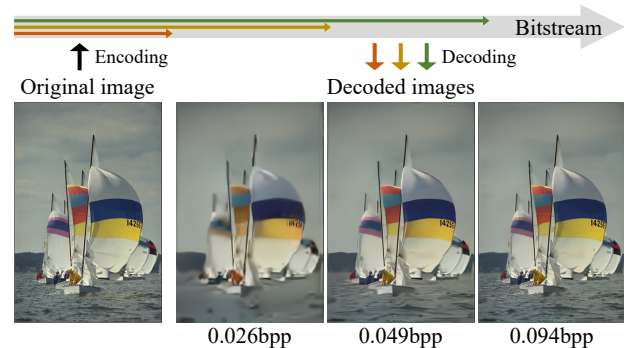 Bitstream
Encoding
Decoding
Original image
Decoded images
0.026bpp
0.049bpp
0.094bpp